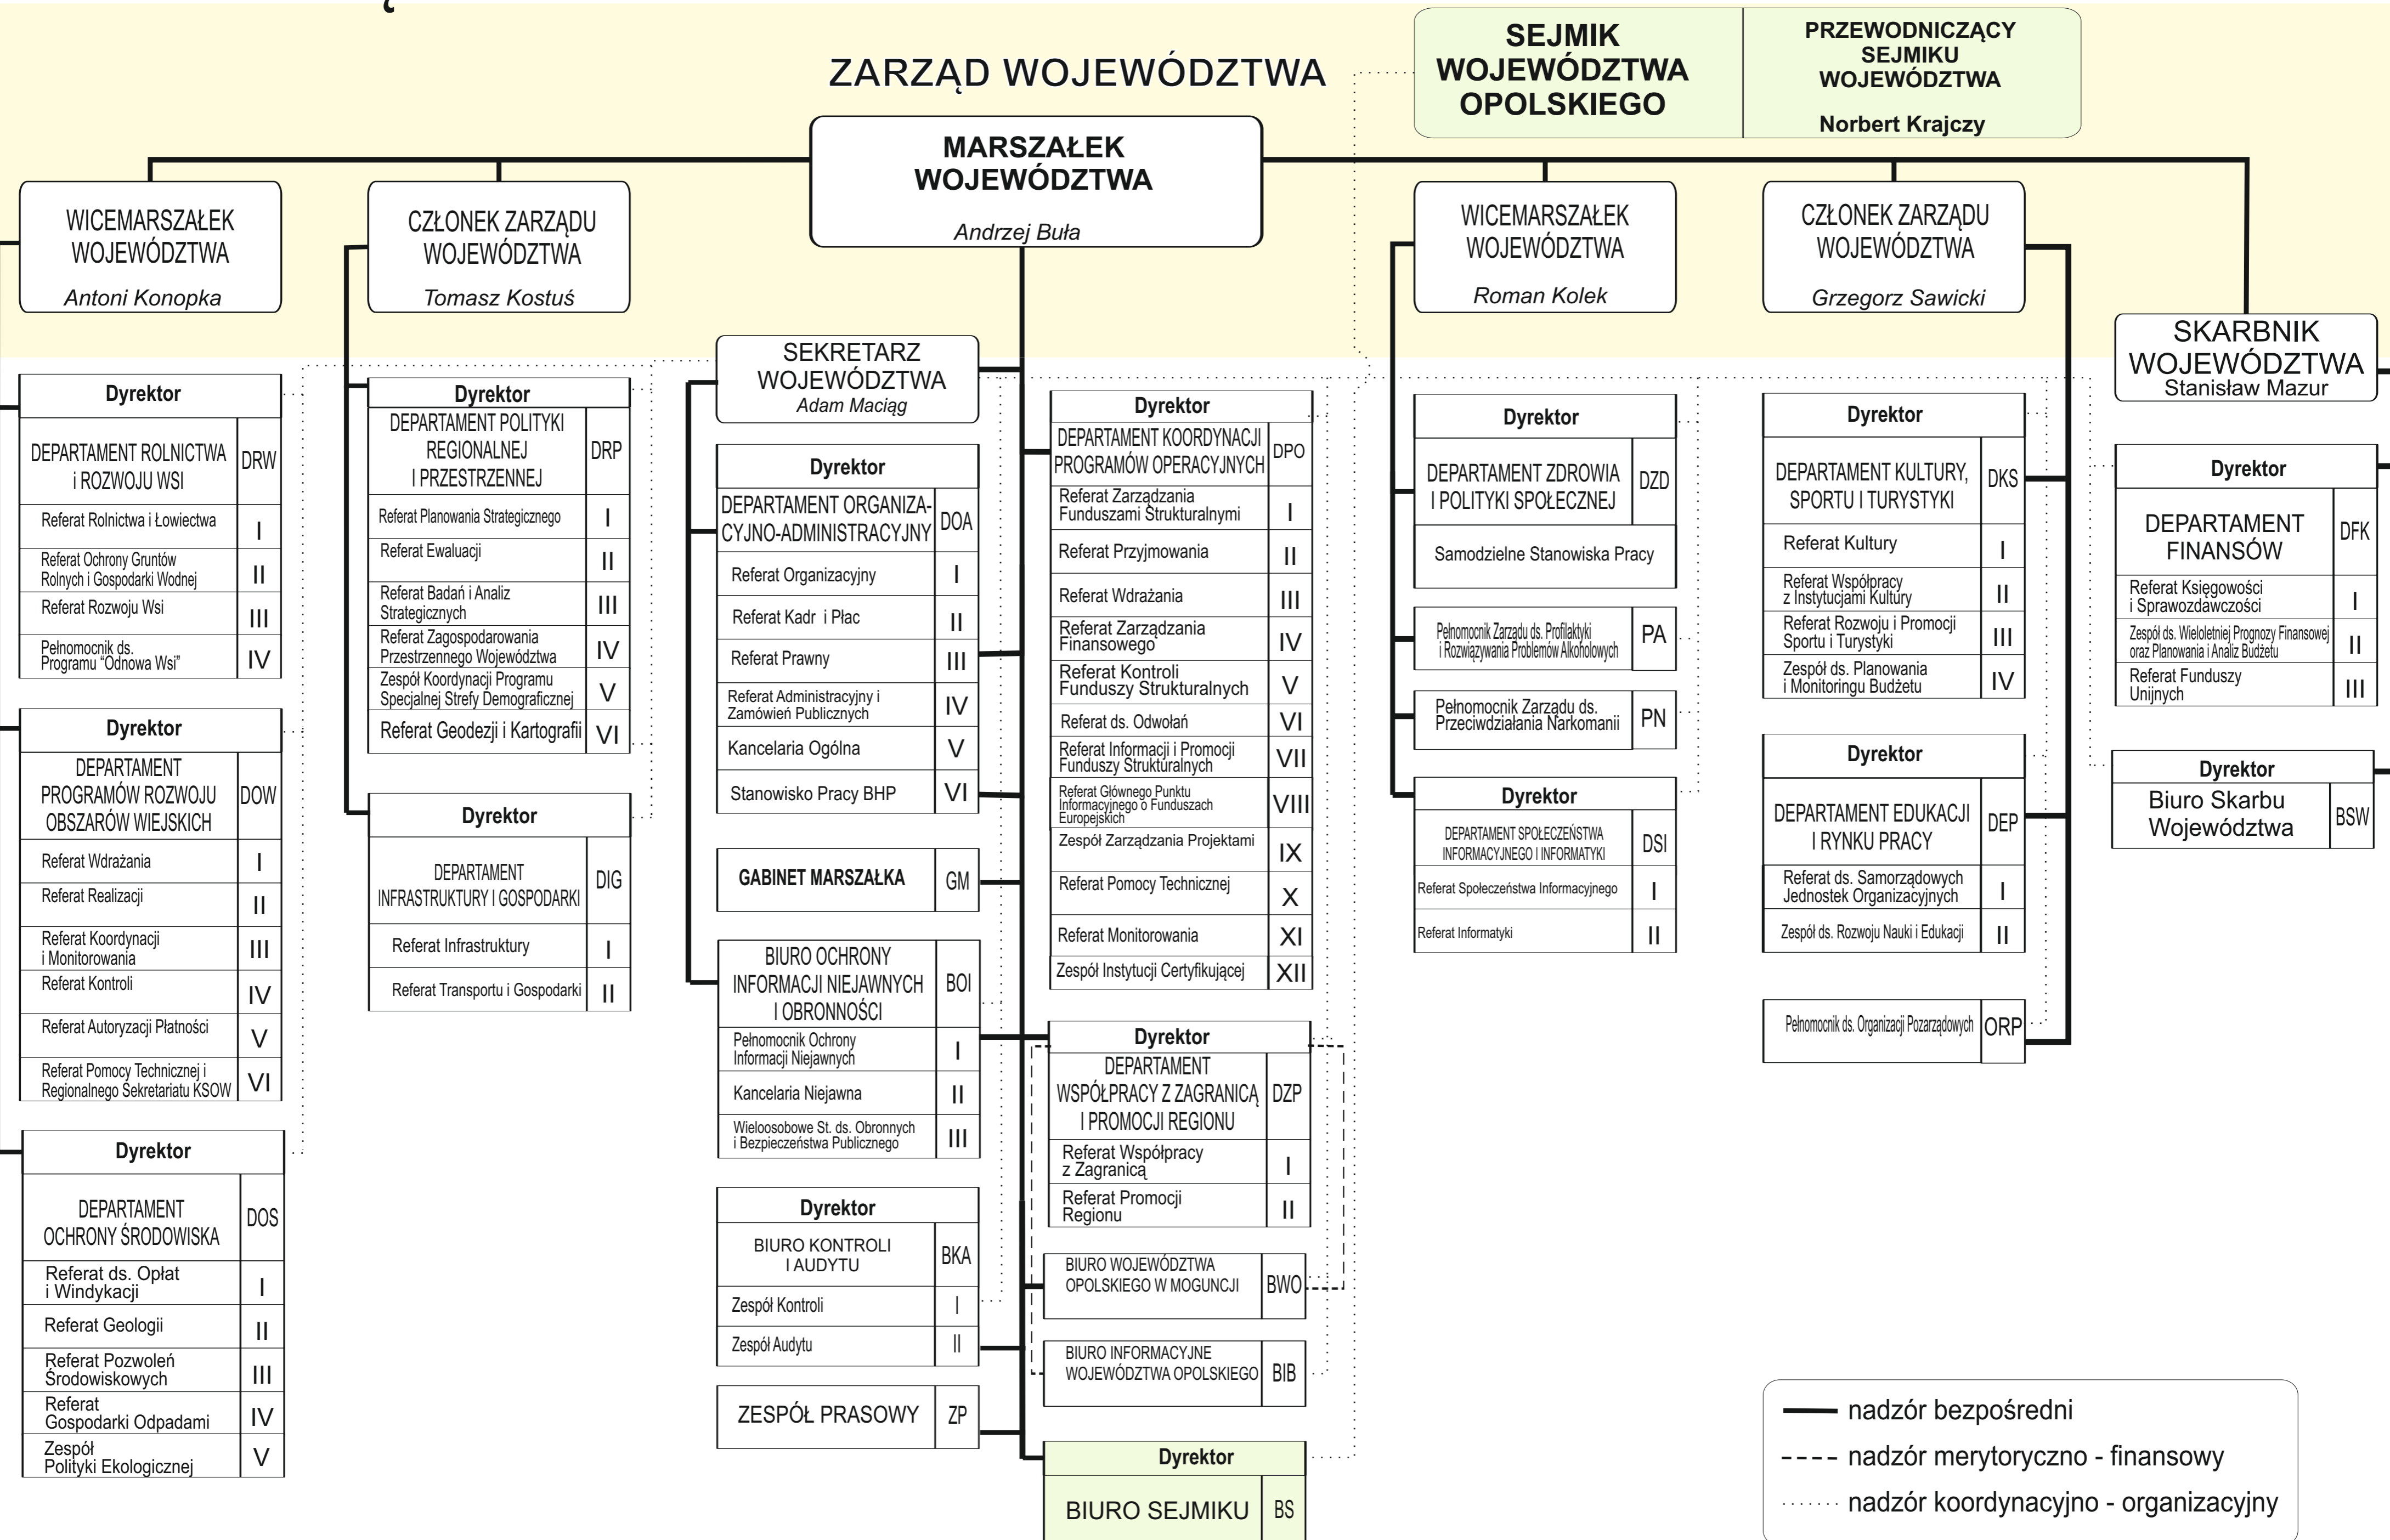 ZARZĄD WOJEWÓDZTWA
SEJMIK
WOJEWÓDZTWA
OPOLSKIEGO
PRZEWODNICZĄCY
SEJMIKU
WOJEWÓDZTWA
Norbert Krajczy
MARSZAŁEK
WOJEWÓDZTWA
Andrzej Buła
WICEMARSZAŁEK
WOJEWÓDZTWA
Antoni Konopka
CZŁONEK ZARZĄDU
WOJEWÓDZTWA
Tomasz Kostuś
WICEMARSZAŁEK
WOJEWÓDZTWA
Roman Kolek
CZŁONEK ZARZĄDU
WOJEWÓDZTWA
Grzegorz Sawicki
SKARBNIK
WOJEWÓDZTWA
Stanisław Mazur
SEKRETARZ
WOJEWÓDZTWA
Adam Maciąg
Dyrektor
DEPARTAMENT ROLNICTWA
i ROZWOJU WSI
DRW
Referat Rolnictwa i Łowiectwa
I
Referat Ochrony Gruntów
Rolnych i Gospodarki Wodnej
II
Referat Rozwoju Wsi
III
Pełnomocnik ds.
Programu “Odnowa Wsi”
IV
Dyrektor
DEPARTAMENT
PROGRAMÓW ROZWOJU
OBSZARÓW WIEJSKICH
DOW
Referat Wdrażania
I
Referat Realizacji
II
Referat Koordynacji
i Monitorowania
III
Referat Kontroli
IV
Referat Autoryzacji Płatności
V
Referat Pomocy Technicznej i
Regionalnego Sekretariatu KSOW
VI
Dyrektor
DEPARTAMENT
OCHRONY ŚRODOWISKA
DOS
Referat ds. Opłat
i Windykacji
I
Referat Geologii
II
Referat Pozwoleń
Środowiskowych
III
Referat
Gospodarki Odpadami
IV
Zespół
Polityki Ekologicznej
V
Dyrektor
DEPARTAMENT POLITYKI
REGIONALNEJ
I PRZESTRZENNEJ
DRP
Referat Planowania Strategicznego
I
Referat Ewaluacji
II
Referat Badań i Analiz
Strategicznych
III
Referat Zagospodarowania
Przestrzennego Województwa
IV
Zespół Koordynacji Programu
Specjalnej Strefy Demograficznej
V
Referat Geodezji i Kartografii
VI
Dyrektor
DEPARTAMENT
INFRASTRUKTURY I GOSPODARKI
DIG
Referat Infrastruktury
I
Referat Transportu i Gospodarki
II
Dyrektor
DEPARTAMENT ORGANIZA-
CYJNO-ADMINISTRACYJNY
DOA
Referat Organizacyjny
I
Referat Kadr i Płac
II
Referat Prawny
III
Referat Administracyjny i
Zamówień Publicznych
IV
Kancelaria Ogólna
V
Stanowisko Pracy BHP
VI
GABINET MARSZAŁKA
GM
BIURO OCHRONY
INFORMACJI NIEJAWNYCH
I OBRONNOŚCI
BOI
Pełnomocnik Ochrony
Informacji Niejawnych
I
Kancelaria Niejawna
II
Wieloosobowe St. ds. Obronnych
i Bezpieczeństwa Publicznego
III
Dyrektor
BIURO KONTROLI
I AUDYTU
BKA
Zespół Kontroli
I
Zespół Audytu
II
ZESPÓŁ PRASOWY
ZP
Dyrektor
DEPARTAMENT KOORDYNACJI
PROGRAMÓW OPERACYJNYCH
DPO
Referat Zarządzania
Funduszami Strukturalnymi
I
Referat Przyjmowania
II
Referat Wdrażania
III
Referat Zarządzania
Finansowego
IV
Referat Kontroli
Funduszy Strukturalnych
V
Referat ds. Odwołań
VI
Referat Informacji i Promocji
Funduszy Strukturalnych
VII
Referat Głównego Punktu
Informacyjnego o Funduszach
Europejskich
VIII
Zespół Zarządzania Projektami
IX
Referat Pomocy Technicznej
X
Referat Monitorowania
XI
Zespół Instytucji Certyfikującej
XII
Dyrektor
DEPARTAMENT
WSPÓŁPRACY Z ZAGRANICĄ
I PROMOCJI REGIONU
DZP
Referat Współpracy
z Zagranicą
I
Referat Promocji
Regionu
II
BIURO WOJEWÓDZTWA
OPOLSKIEGO W MOGUNCJI
BWO
BIURO INFORMACYJNE
WOJEWÓDZTWA OPOLSKIEGO
BIB
Dyrektor
BIURO SEJMIKU
BS
Dyrektor
DEPARTAMENT ZDROWIA
I POLITYKI SPOŁECZNEJ
DZD
Samodzielne Stanowiska Pracy
Pełnomocnik Zarządu ds. Profilaktyki
i Rozwiązywania Problemów Alkoholowych
PA
Pełnomocnik Zarządu ds.
Przeciwdziałania Narkomanii
PN
Dyrektor
DEPARTAMENT SPOŁECZEŃSTWA
INFORMACYJNEGO I INFORMATYKI
DSI
Referat Społeczeństwa Informacyjnego
I
Referat Informatyki
II
Dyrektor
DEPARTAMENT KULTURY,
SPORTU I TURYSTYKI
DKS
Referat Kultury
I
Referat Współpracy
z Instytucjami Kultury
II
Referat Rozwoju i Promocji
Sportu i Turystyki
III
Zespół ds. Planowania
i Monitoringu Budżetu
IV
Dyrektor
DEPARTAMENT EDUKACJI
I RYNKU PRACY
DEP
Referat ds. Samorządowych
Jednostek Organizacyjnych
I
Zespół ds. Rozwoju Nauki i Edukacji
II
Pełnomocnik ds. Organizacji Pozarządowych
ORP
Dyrektor
DEPARTAMENT
FINANSÓW
DFK
Referat Księgowości
i Sprawozdawczości
I
Zespół ds. Wieloletniej Prognozy Finansowej
oraz Planowania i Analiz Budżetu
II
Referat Funduszy
Unijnych
III
Dyrektor
Biuro Skarbu
Województwa
BSW
nadzór bezpośredni
nadzór merytoryczno - finansowy
nadzór koordynacyjno - organizacyjny